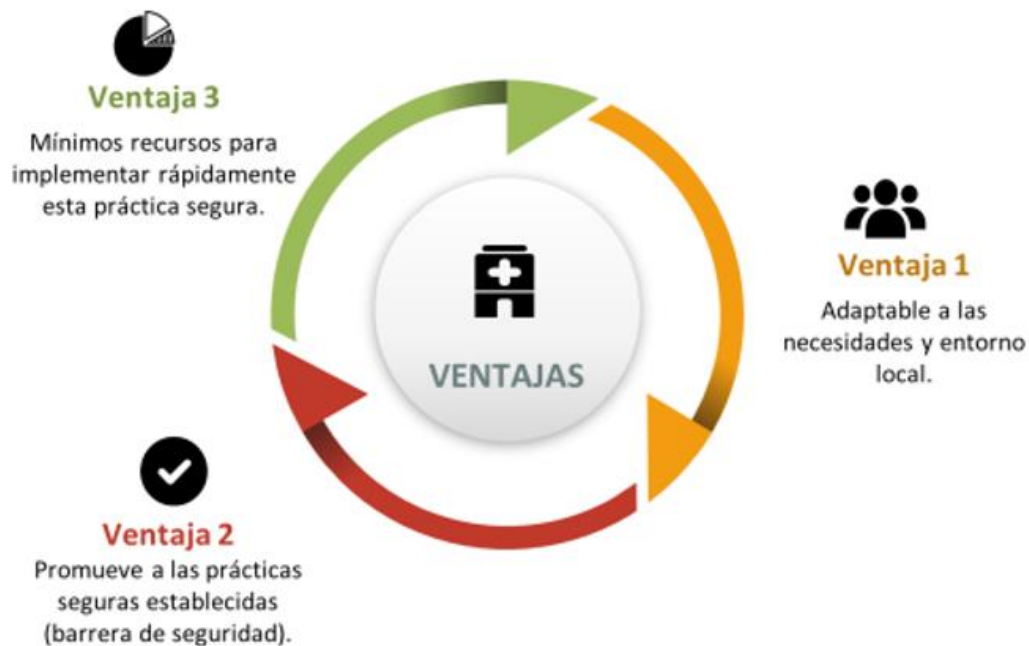 Ventaja 3
Mínimos recursos para
implementar rápidamente
esta práctica segura.
Ventaja 1
Adaptable a las
necesidades y entorno
local.
VENTAJAS
Ventaja 2
Promueve a las prácticas
seguras establecidas
(barrera de seguridad).